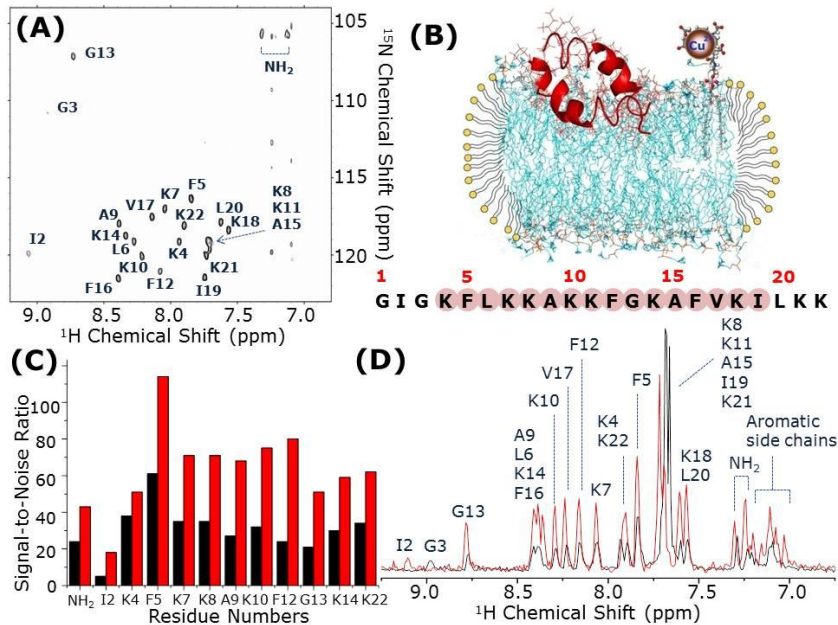 (A)
105
110
115
120
¹⁵N Chemical Shift (ppm)
G13
NH₂
G3
F5
K7
V17
L20
K8
K11
A15
K22
K18
A9
K14
L6
K4
I2
K10
K21
F16
F12
I19
9.0 8.5 8.0 7.5 7.0
¹H Chemical Shift (ppm)
(B)
Cu²
1 5 10 15 20
G I G K F L K K A K K F G K A F V K I L K K
(C)
Signal-to-Noise Ratio
100
80
60
40
20
0
NH₂ I2 K4 F5 K7 K8 A9 K10 F12 G13 K14 K22
Residue Numbers
(D)
F12
V17
K10
F5
K8
K11
A15
I19
K21
A9
L6
K14
F16
K4
K22
Aromatic
side chains
K18
L20
NH₂
K7
G13
I2
G3
9.0 8.5 8.0 7.5 7.0
¹H Chemical Shift (ppm)